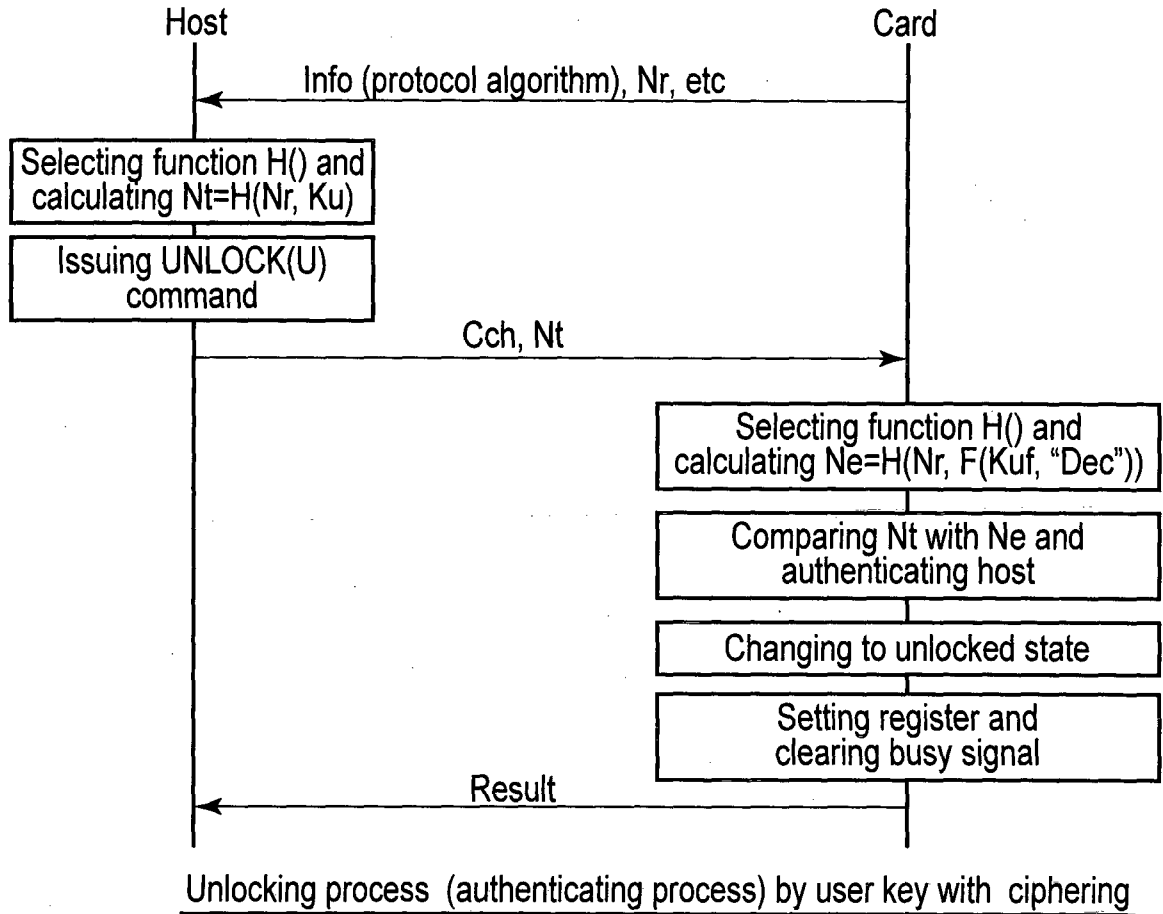 Host
Card
Info (protocol algorithm), Nr, etc
Selecting function H() and
calculating Nt=H(Nr, Ku)
Issuing UNLOCK(U)
command
Cch, Nt
Selecting function H() and
calculating Ne=H(Nr, F(Kuf, “Dec”))
Comparing Nt with Ne and
authenticating host
Changing to unlocked state
Setting register and
clearing busy signal
Result
Unlocking process (authenticating process) by user key with ciphering